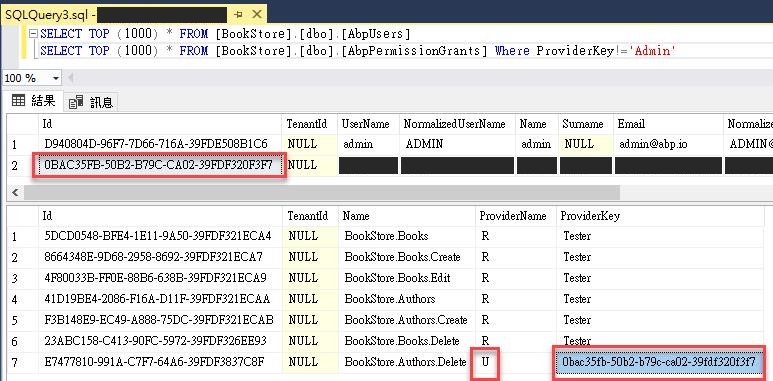 SQLQuery3.sql -
SELECT TOP (1000) * FROM [BookStore].[dbo].[AbpUsers]
SELECT TOP (1000) * FROM [BookStore].[dbo].[AbpPermissionGrants] Where ProviderKey!='Admin'
100 %
結果 訊息
Id TenantId UserName NormalizedUserName Name Surname Email Normalize
1 D940804D-96F7-7D66-716A-39FDE508B1C6 NULL admin ADMIN admin NULL admin@abp.io ADMIN@
2 0BAC35FB-50B2-B79C-CA02-39FDF320F3F7 NULL
Id TenantId Name ProviderName ProviderKey
1 5DCD0548-BFE4-1E11-9A50-39FDF321ECA4 NULL BookStore.Books R Tester
2 8664348E-9D68-2958-8692-39FDF321ECA7 NULL BookStore.Books.Create R Tester
3 4F80033B-FF0E-88B6-638B-39FDF321ECA9 NULL BookStore.Books.Edit R Tester
4 41D19BE4-2086-F16A-D11F-39FDF321ECAA NULL BookStore.Authors R Tester
5 F3B148E9-EC49-A888-75DC-39FDF321ECAB NULL BookStore.Authors.Create R Tester
6 23ABC158-C413-90FC-5972-39FDF326EE93 NULL BookStore.Books.Delete R Tester
7 E7477810-991A-C7F7-64A6-39FDF3837C8F NULL BookStore.Authors.Delete U 0bac35fb-50b2-b79c-ca02-39fdf320f3f7